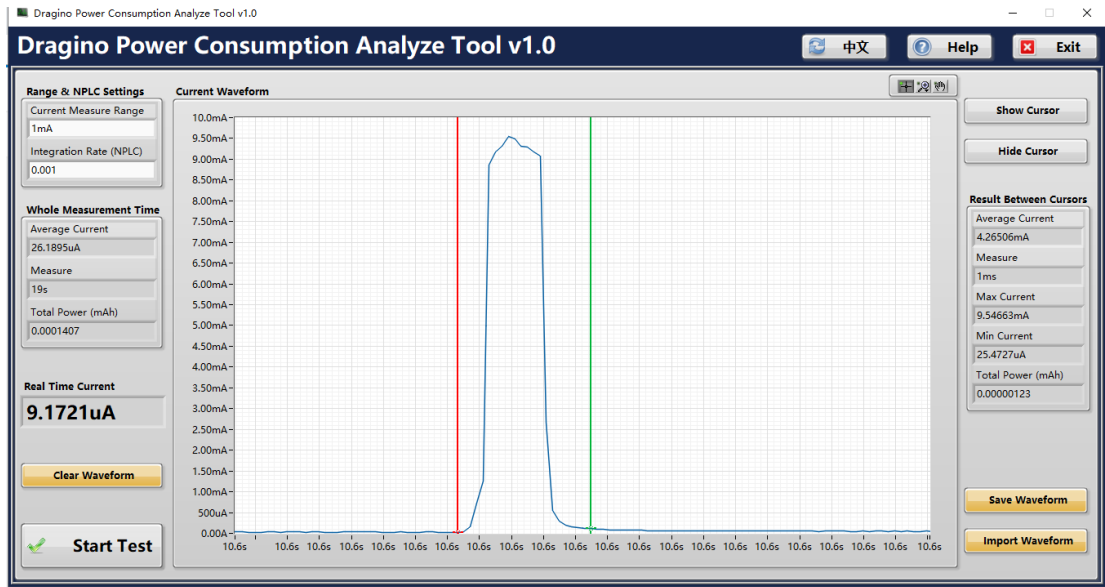 Dragino Power Consumption Analyze Tool v1.0
Dragino Power Consumption Analyze Tool v1.0
中文
Help
Exit
Range & NPLC Settings
Current Measure Range
1mA
Integration Rate (NPLC)
0.001
Whole Measurement Time
Average Current
26.1895uA
Measure
19s
Total Power (mAh)
0.0001407
Real Time Current
9.1721uA
Clear Waveform
Start Test
Current Waveform
10.0mA
9.50mA
9.00mA
8.50mA
8.00mA
7.50mA
7.00mA
6.50mA
6.00mA
5.50mA
5.00mA
4.50mA
4.00mA
3.50mA
3.00mA
2.50mA
2.00mA
1.50mA
1.00mA
500uA
0.00A
10.6s 10.6s 10.6s 10.6s 10.6s 10.6s 10.6s 10.6s 10.6s 10.6s 10.6s 10.6s 10.6s 10.6s 10.6s 10.6s 10.6s 10.6s 10.6s 10.6s 10.6s 10.6s
Show Cursor
Hide Cursor
Result Between Cursors
Average Current
4.26506mA
Measure
1ms
Max Current
9.54663mA
Min Current
25.4727uA
Total Power (mAh)
0.00000123
Save Waveform
Import Waveform